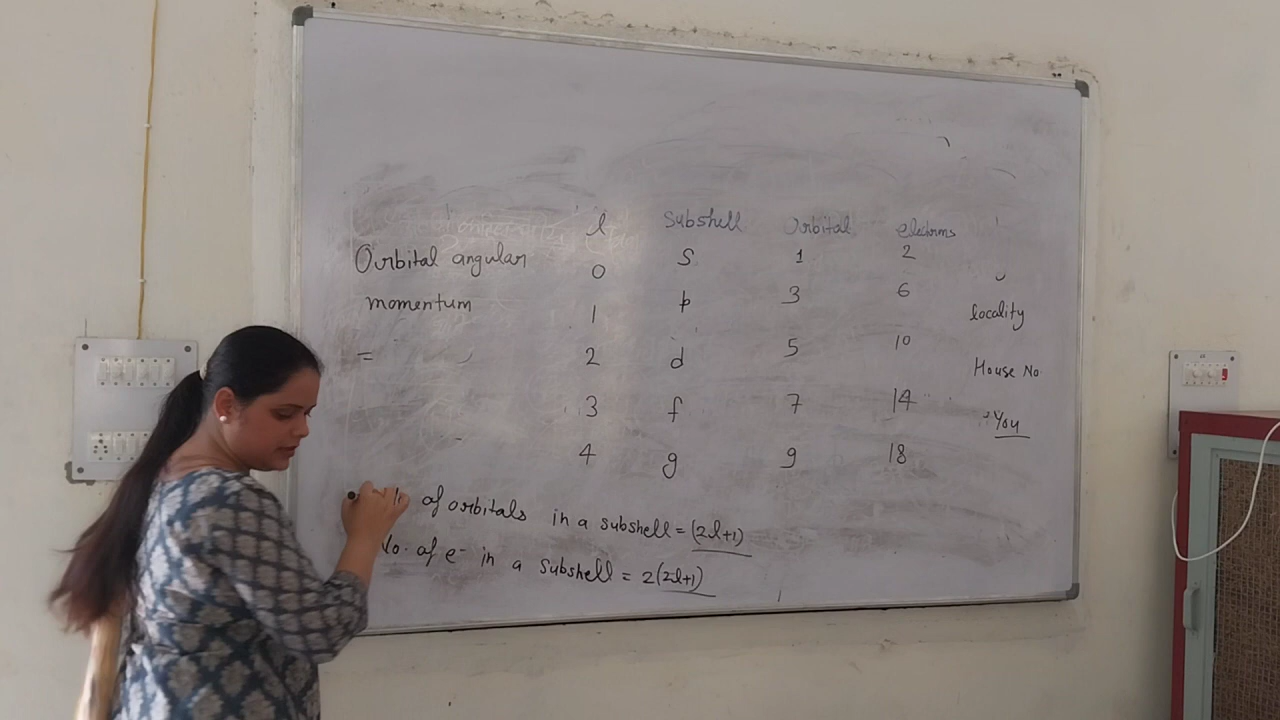 l Subshell Orbital electrons
Orbital angular 0 S 1 2
momentum 1 p 3 6 locality
= 2 d 5 10 House No.
3 f 7 14 You
4 g 9 18
of orbitals in a subshell = (2l+1)
No. of e⁻ in a subshell = 2(2l+1)